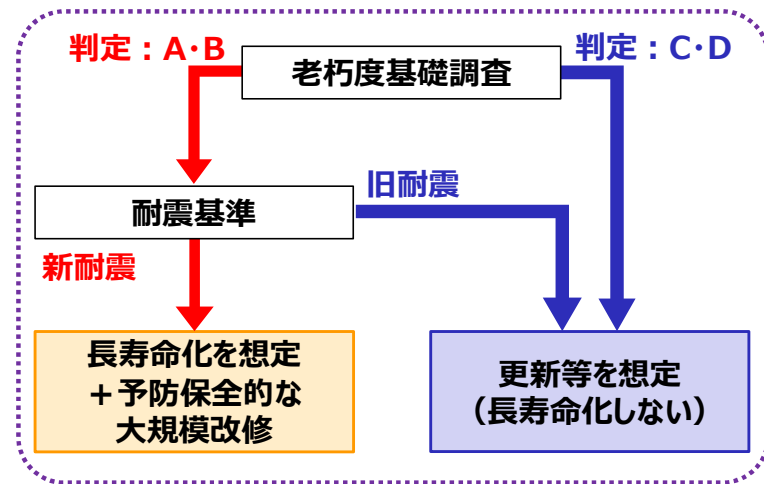 判定：A･B
判定：C･D
老朽度基礎調査
旧耐震
耐震基準
新耐震
長寿命化を想定
＋予防保全的な
大規模改修
更新等を想定
（長寿命化しない）